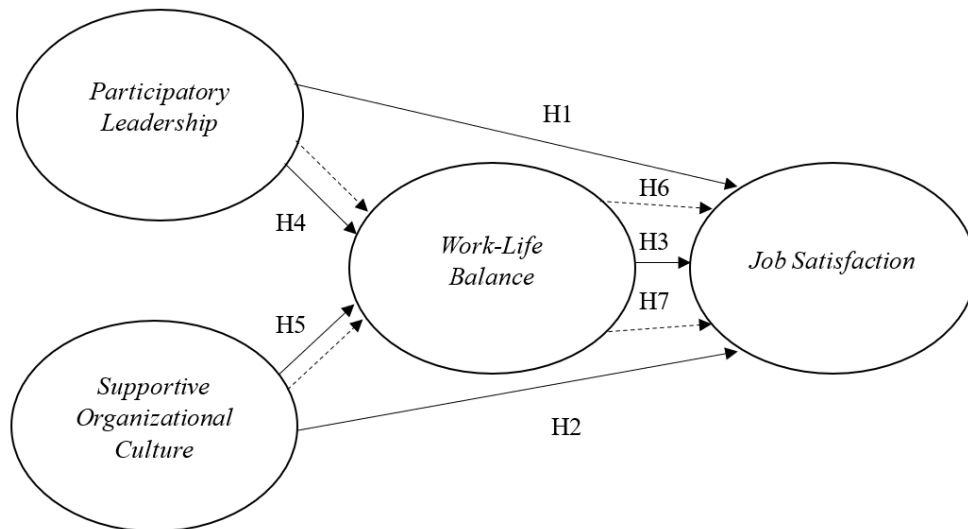 Participatory
Leadership
H1
H6
H4
Work-Life
Balance
H3
Job Satisfaction
H7
H5
Supportive
Organizational
Culture
H2